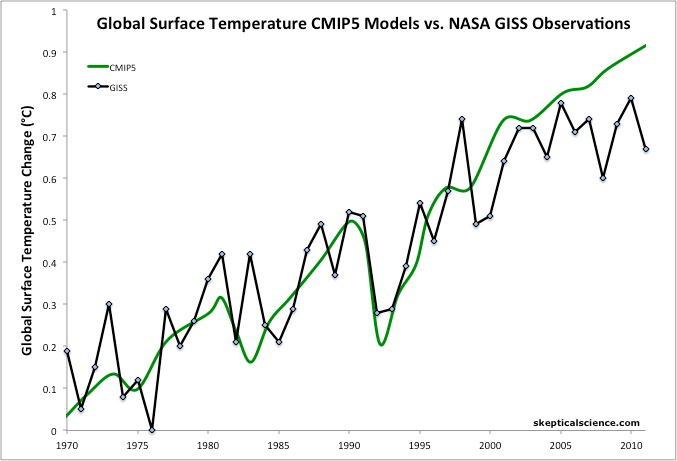 Global Surface Temperature CMIP5 Models vs. NASA GISS Observations
CMIP5
GISS
Global Surface Temperature Change (°C)
1
0.9
0.8
0.7
0.6
0.5
0.4
0.3
0.2
0.1
0
1970 1975 1980 1985 1990 1995 2000 2005 2010
skepticalscience.com